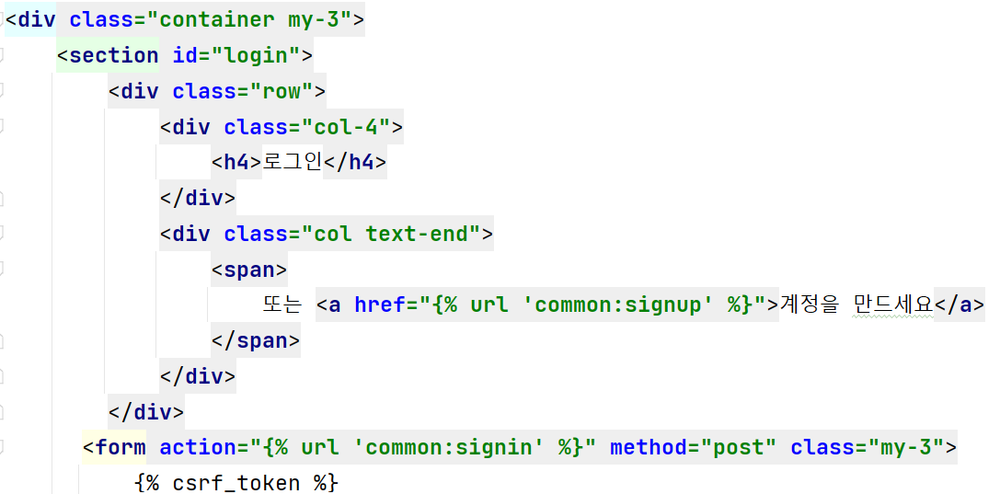 <div class="container my-3">
<section id="login">
<div class="row">
<div class="col-4">
<h4>로그인</h4>
</div>
<div class="col text-end">
<span>
또는 <a href="{% url 'common:signup' %}">계정을 만드세요</a>
</span>
</div>
</div>
<form action="{% url 'common:signin' %}" method="post" class="my-3">
{% csrf_token %}